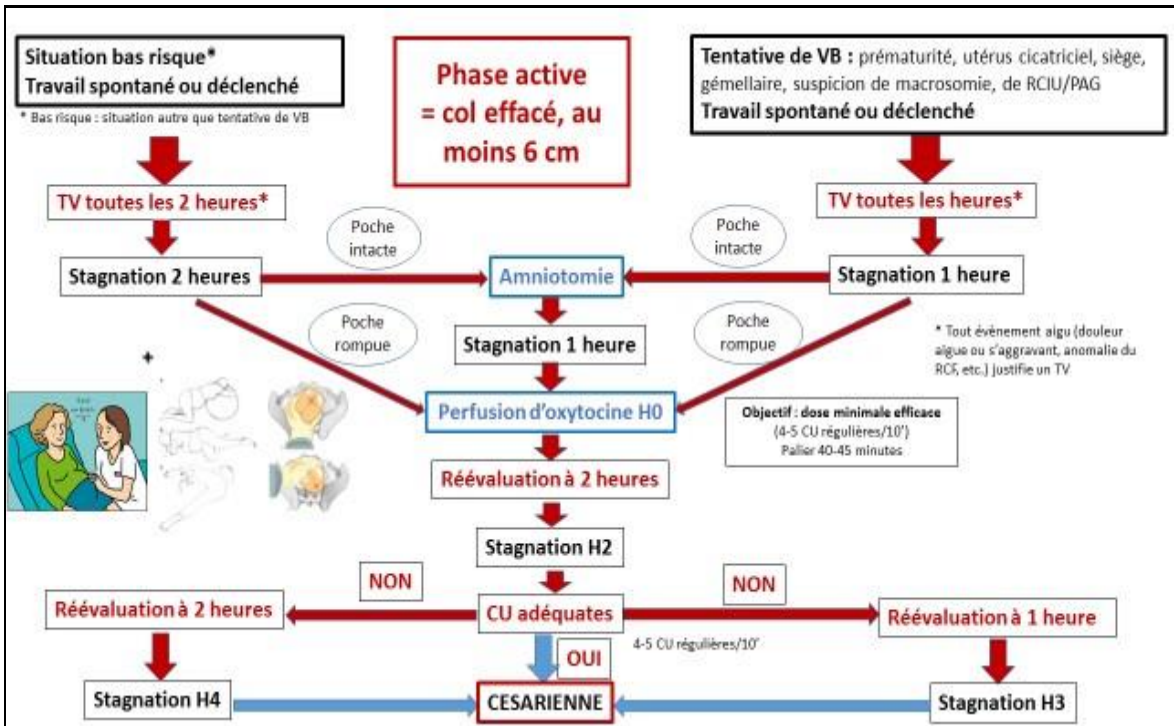 Situation bas risque*
Travail spontané ou déclenché
* Bas risque : situation autre que tentative de VB
Phase active
= col effacé, au
moins 6 cm
Tentative de VB : prématurité, utérus cicatriciel, siège,
gémellaire, suspicion de macrosomie, de RCIU/PAG
Travail spontané ou déclenché
TV toutes les 2 heures*
TV toutes les heures*
Poche
intacte
Poche
intacte
Stagnation 2 heures
Amniotomie
Stagnation 1 heure
Poche
rompue
Stagnation 1 heure
Poche
rompue
* Tout évènement aigu (douleur
aigue ou s'aggravant, anomalie du
RCF, etc.) justifie un TV
+
Perfusion d'oxytocine H0
Objectif : dose minimale efficace
(4-5 CU régulières/10')
Palier 40-45 minutes
Réévaluation à 2 heures
Stagnation H2
NON
NON
Réévaluation à 2 heures
CU adéquates
Réévaluation à 1 heure
4-5 CU régulières/10'
OUI
Stagnation H4
CESARIENNE
Stagnation H3